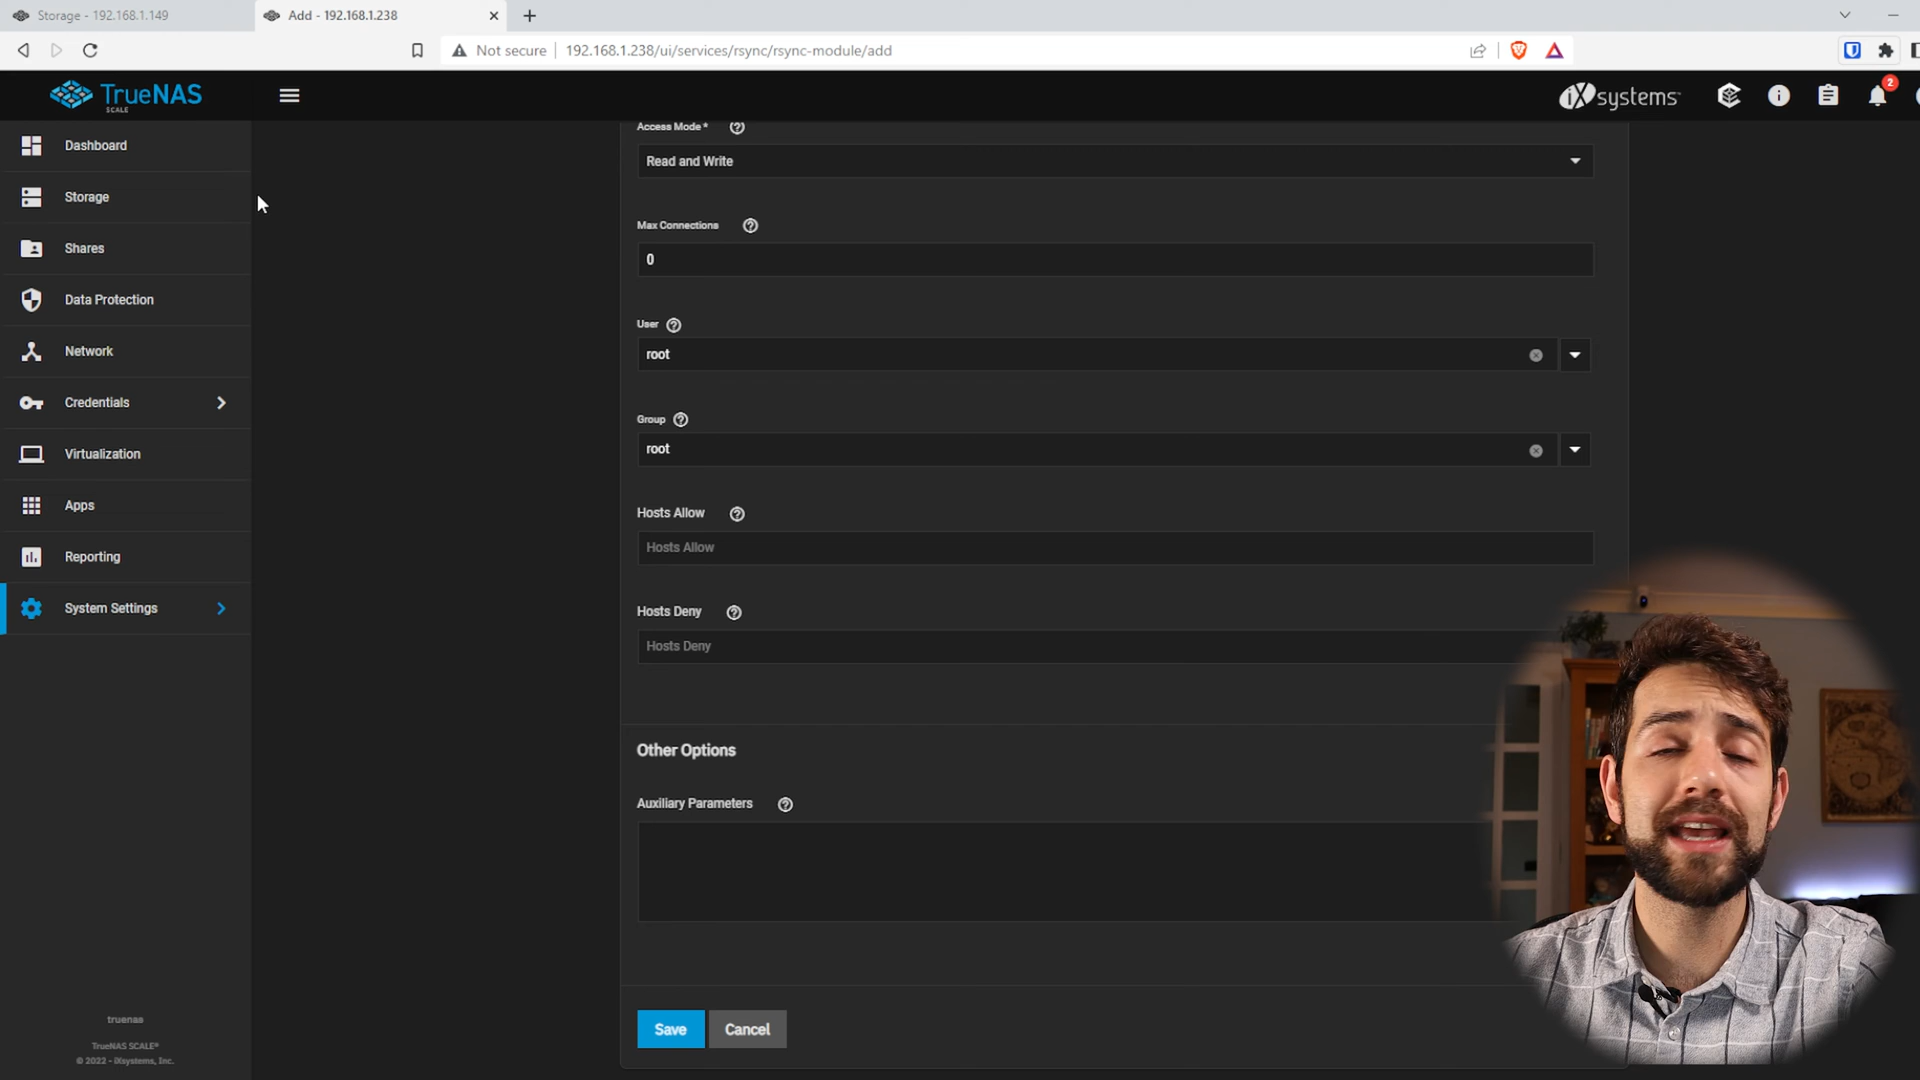 Storage - 192.168.1.149
Add - 192.168.1.238
Not secure
192.168.1.238/ui/services/rsync/rsync-module/add
TrueNAS
SCALE
iXsystems
2
Dashboard
Storage
Shares
Data Protection
Network
Credentials
Virtualization
Apps
Reporting
System Settings
truenas
TrueNAS SCALE®
© 2022 - iXsystems, Inc.
Access Mode *
Read and Write
Max Connections
0
User
root
Group
root
Hosts Allow
Hosts Allow
Hosts Deny
Hosts Deny
Other Options
Auxiliary Parameters
Save
Cancel